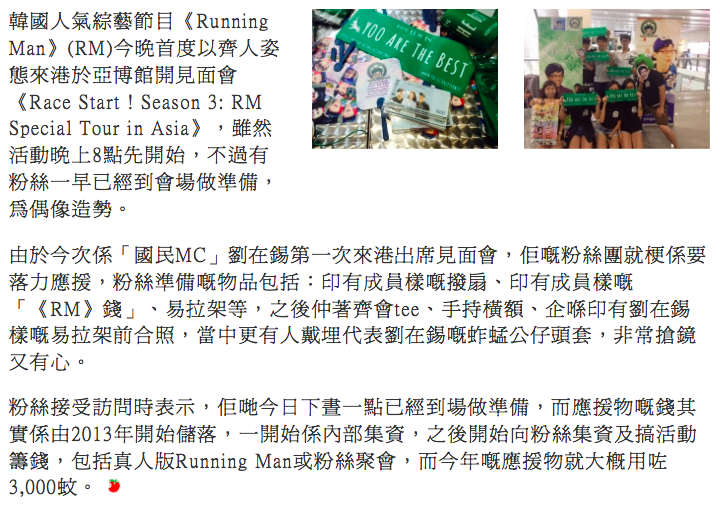 韓國人氣綜藝節目《Running
Man》(RM)今晚首度以齊人姿
態來港於亞博館開見面會
《Race Start！Season 3: RM
Special Tour in Asia》，雖然
活動晚上8點先開始，不過有
粉絲一早已經到會場做準備，
為偶像造勢。
YOO ARE THE BEST
YOO ARE THE BEST
由於今次係「國民MC」劉在錫第一次來港出席見面會，佢嘅粉絲團就梗係要
落力應援，粉絲準備嘅物品包括：印有成員樣嘅撥扇、印有成員樣嘅
「《RM》錢」、易拉架等，之後仲著齊會tee、手持橫額、企喺印有劉在錫
樣嘅易拉架前合照，當中更有人戴埋代表劉在錫嘅蚱蜢公仔頭套，非常搶鏡
又有心。
粉絲接受訪問時表示，佢哋今日下晝一點已經到場做準備，而應援物嘅錢其
實係由2013年開始儲落，一開始係內部集資，之後開始向粉絲集資及搞活動
籌錢，包括真人版Running Man或粉絲聚會，而今年嘅應援物就大概用咗
3,000蚊。